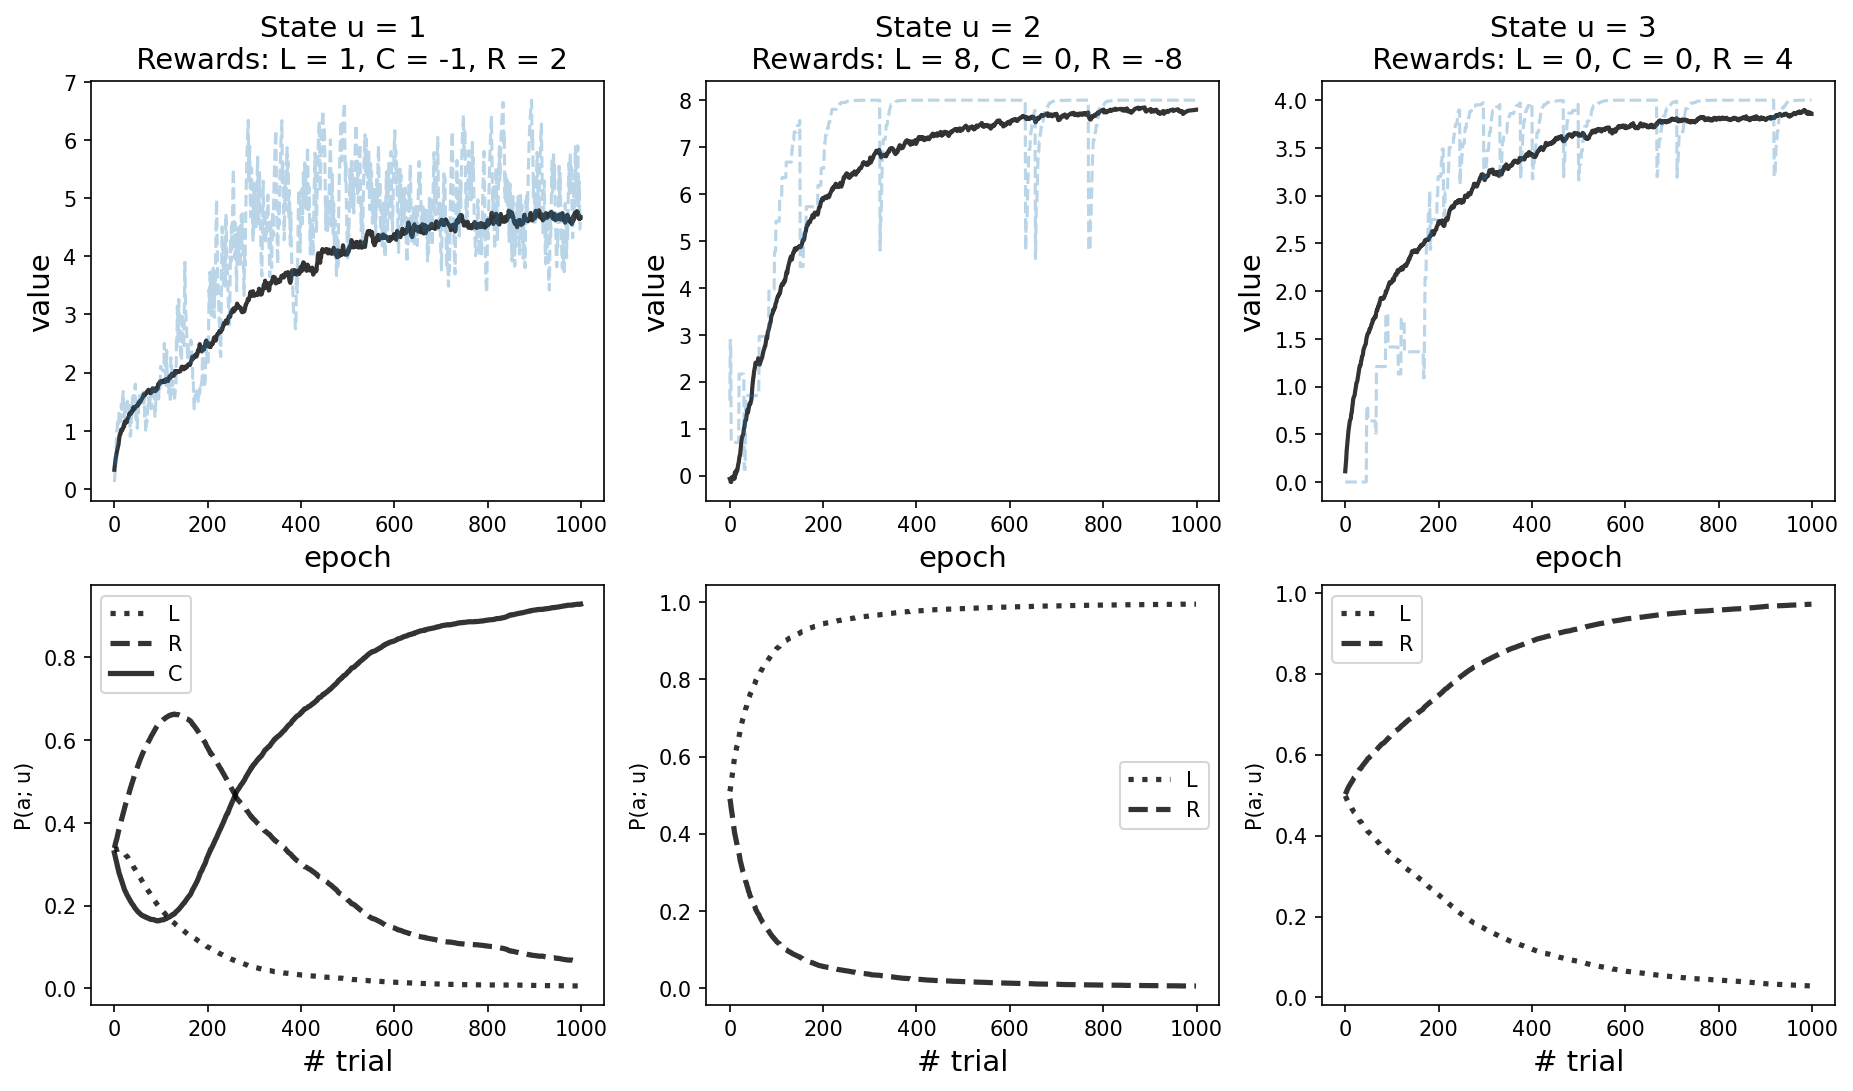 State u = 1
Rewards: L = 1, C = -1, R = 2
State u = 2
Rewards: L = 8, C = 0, R = -8
State u = 3
Rewards: L = 0, C = 0, R = 4
value
7
6
5
4
3
2
1
0
0 200 400 600 800 1000
epoch
value
8
7
6
5
4
3
2
1
0
0 200 400 600 800 1000
epoch
value
4.0
3.5
3.0
2.5
2.0
1.5
1.0
0.5
0.0
0 200 400 600 800 1000
epoch
P(a; u)
0.8
0.6
0.4
0.2
0.0
L
R
C
0 200 400 600 800 1000
# trial
P(a; u)
1.0
0.8
0.6
0.4
0.2
0.0
L
R
0 200 400 600 800 1000
# trial
P(a; u)
1.0
0.8
0.6
0.4
0.2
0.0
L
R
0 200 400 600 800 1000
# trial